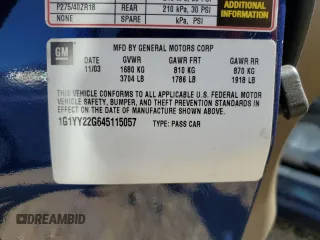 P275/40ZR18
REAR
210 kPa, 30 PSI
NONE
SPARE
kPa, PSI
ADDITIONAL
INFORMATION
GM
MFD BY GENERAL MOTORS CORP
DATE GVWR GAWR FRT GAWR RR
11/03 1680 KG 810 KG 870 KG
3704 LB 1786 LB 1918 LB
THIS VEHICLE CONFORMS TO ALL APPLICABLE U.S. FEDERAL
SAFETY, BUMPER, AND THEFT PREVENTION STANDARDS IN
EFFECT ON THE DATE OF MANUFACTURE SHOWN ABOVE.
1G1YY22G645115057 TYPE: PASS CAR
DREAMBID